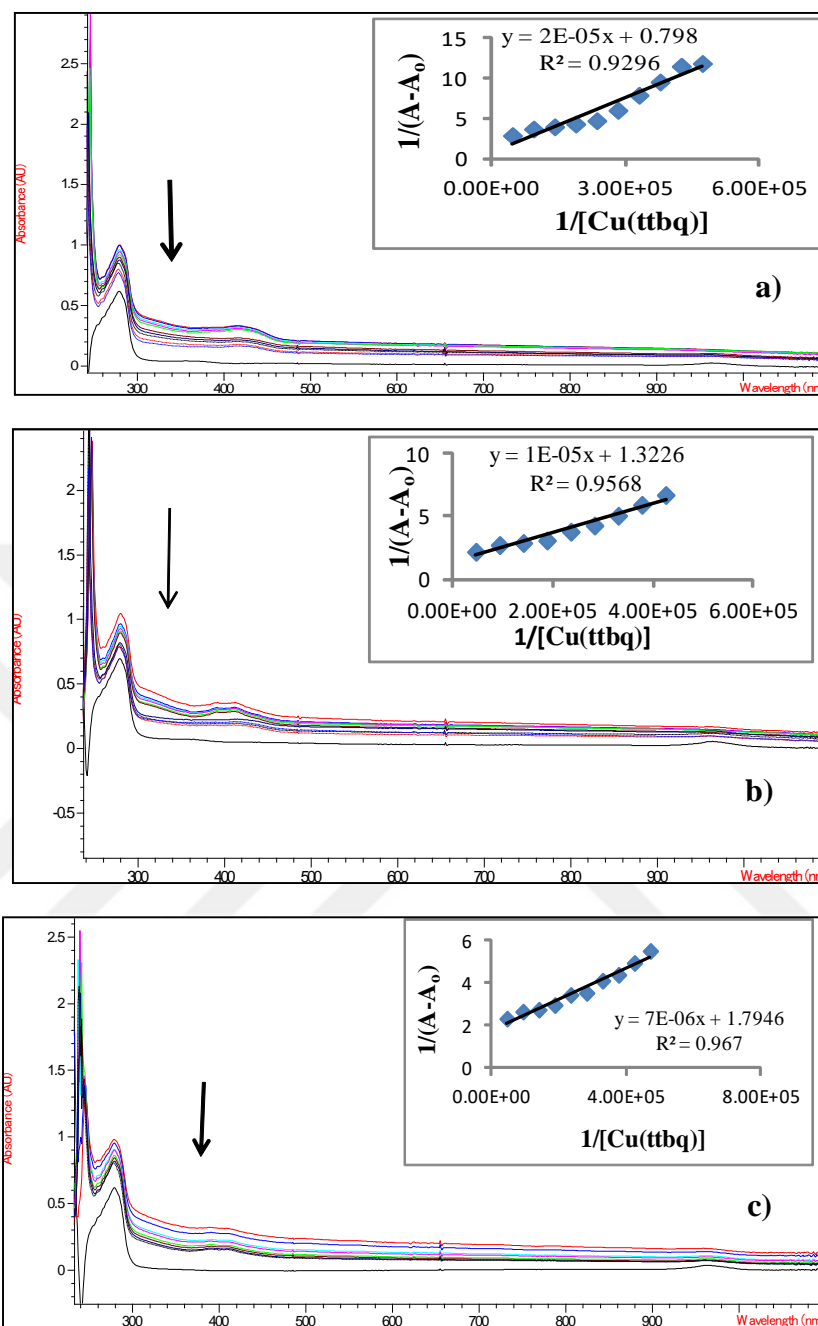 y = 2E-05x + 0.798
R² = 0.9296
1/(A-Aₒ)
15
10
5
0
0.00E+00 3.00E+05 6.00E+05
1/[Cu(ttbq)]
Absorbance (AU)
2.5
2
1.5
1
0.5
0
300 400 500 600 700 800 900
Wavelength (nm
a)
y = 1E-05x + 1.3226
R² = 0.9568
1/(A-Aₒ)
10
5
0
0.00E+00 2.00E+05 4.00E+05 6.00E+05
1/[Cu(ttbq]
Absorbance (AU)
2
1.5
1
0.5
0
-0.5
300 400 500 600 700 800 900
Wavelength (nm
b)
1/(A-Aₒ)
6
4
2
0
y = 7E-06x + 1.7946
R² = 0.967
0.00E+00 4.00E+05 8.00E+05
1/[Cu(ttbq)]
Absorbance (AU)
2.5
2
1.5
1
0.5
0
300 400 500 600 700 800 900
Wavelength (nm
c)